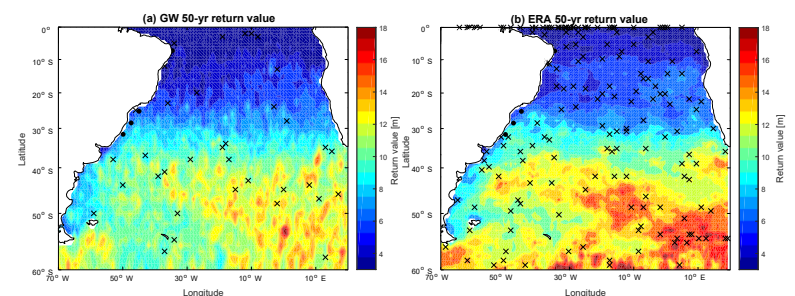 (a) GW 50-yr return value
(b) ERA 50-yr return value
0°
10° S
20° S
30° S
40° S
50° S
60° S
70° W
50° W
30° W
10° W
10° E
Latitude
Longitude
18
16
14
12
10
8
6
4
Return value [m]
0°
10° S
20° S
30° S
40° S
50° S
60° S
70° W
50° W
30° W
10° W
10° E
Latitude
Longitude
18
16
14
12
10
8
6
4
Return value [m]